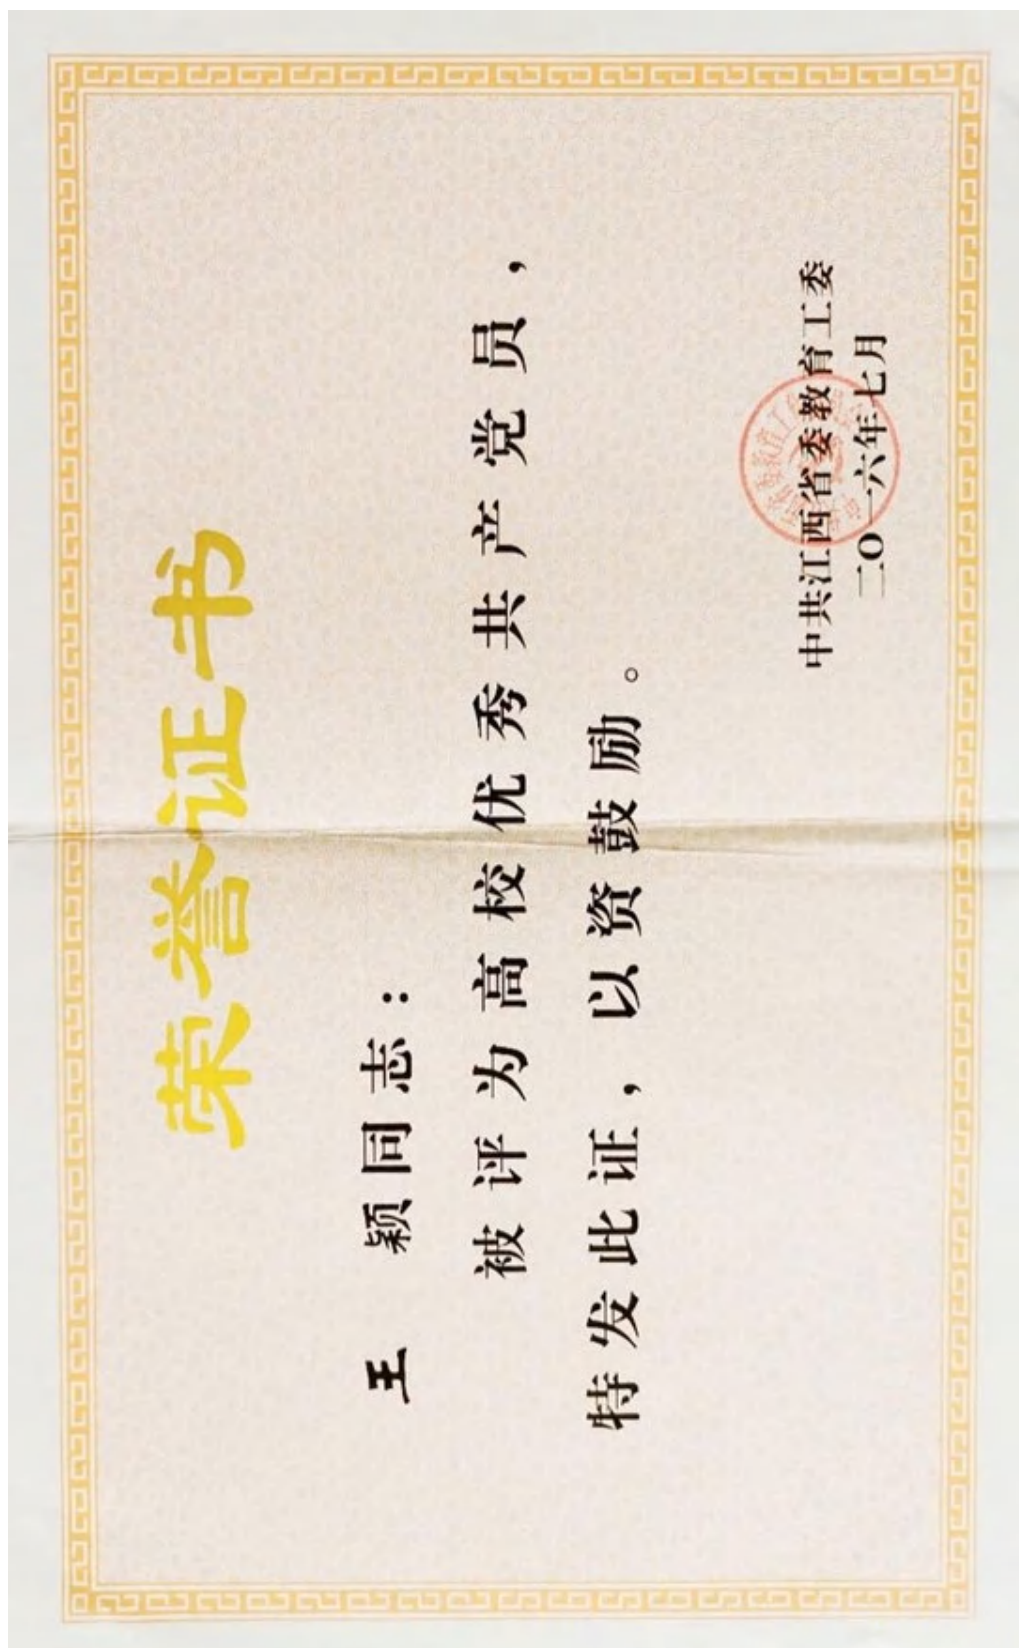 荣誉证书
王 颖同志：
被评为高校优秀共产党员，
特发此证，以资鼓励。
中共江西省委教育工委
二〇一六年七月